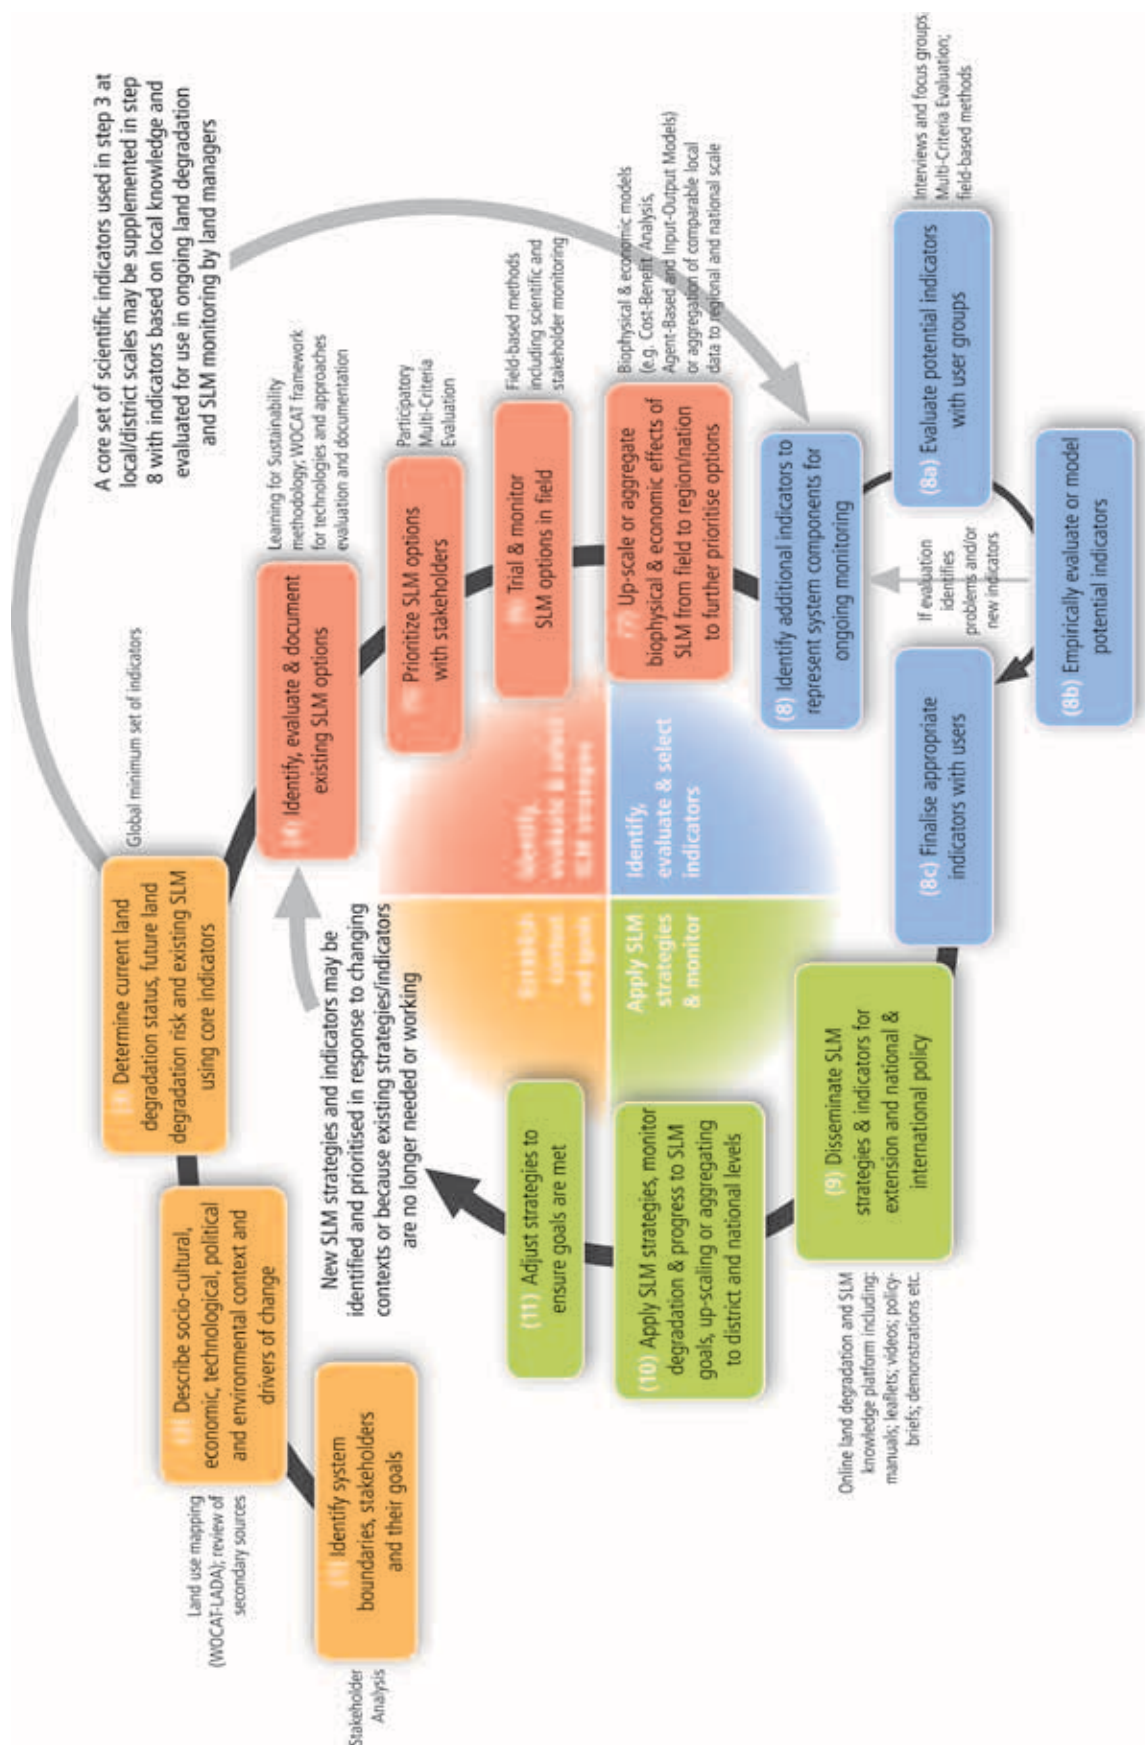 Stakeholder
Analysis
(1) Identify system
boundaries, stakeholders
and their goals
Land use mapping
(WOCAT-LADA); review of
secondary sources
(2) Describe socio-cultural,
economic, technological, political
and environmental context and
drivers of change
Determine current land
degradation status, future land
degradation risk and existing SLM
using core indicators
Global minimum set of indicators
A core set of scientific indicators used in step 3 at
local/district scales may be supplemented in step
8 with indicators based on local knowledge and
evaluated for use in ongoing land degradation
and SLM monitoring by land managers
(4) Identify, evaluate & document
existing SLM options
Learning for Sustainability
methodology; WOCAT framework
for technologies and approaches
evaluation and documentation
Prioritize SLM options
with stakeholders
Participatory
Multi-Criteria
Evaluation
Trial & monitor
SLM options in field
Field-based methods
including scientific and
stakeholder monitoring
(7) Up-scale or aggregate
biophysical & economic effects of
SLM from field to region/nation
to further prioritise options
Biophysical & economic models
(e.g. Cost-Benefit Analysis,
Agent-Based and Input-Output Models)
or aggregation of comparable local
data to regional and national scale
(8) Identify additional indicators to
represent system components for
ongoing monitoring
(8a) Evaluate potential indicators
with user groups
Interviews and focus groups;
Multi-Criteria Evaluation;
field-based methods
(8b) Empirically evaluate or model
potential indicators
If evaluation
identifies
problems and/or
new indicators
(8c) Finalise appropriate
indicators with users
(9) Disseminate SLM
strategies & indicators for
extension and national &
international policy
Online land degradation and SLM
knowledge platform including:
manuals; leaflets; videos; policy-
briefs; demonstrations etc.
(10) Apply SLM strategies, monitor
degradation & progress to SLM
goals, up-scaling or aggregating
to district and national levels
(11) Adjust strategies to
ensure goals are met
New SLM strategies and indicators may be
identified and prioritised in response to changing
contexts or because existing strategies/indicators
are no longer needed or working
Establish
context
and goals
Identify,
evaluate & select
SLM strategies
Apply SLM
strategies
& monitor
Identify,
evaluate & select
indicators